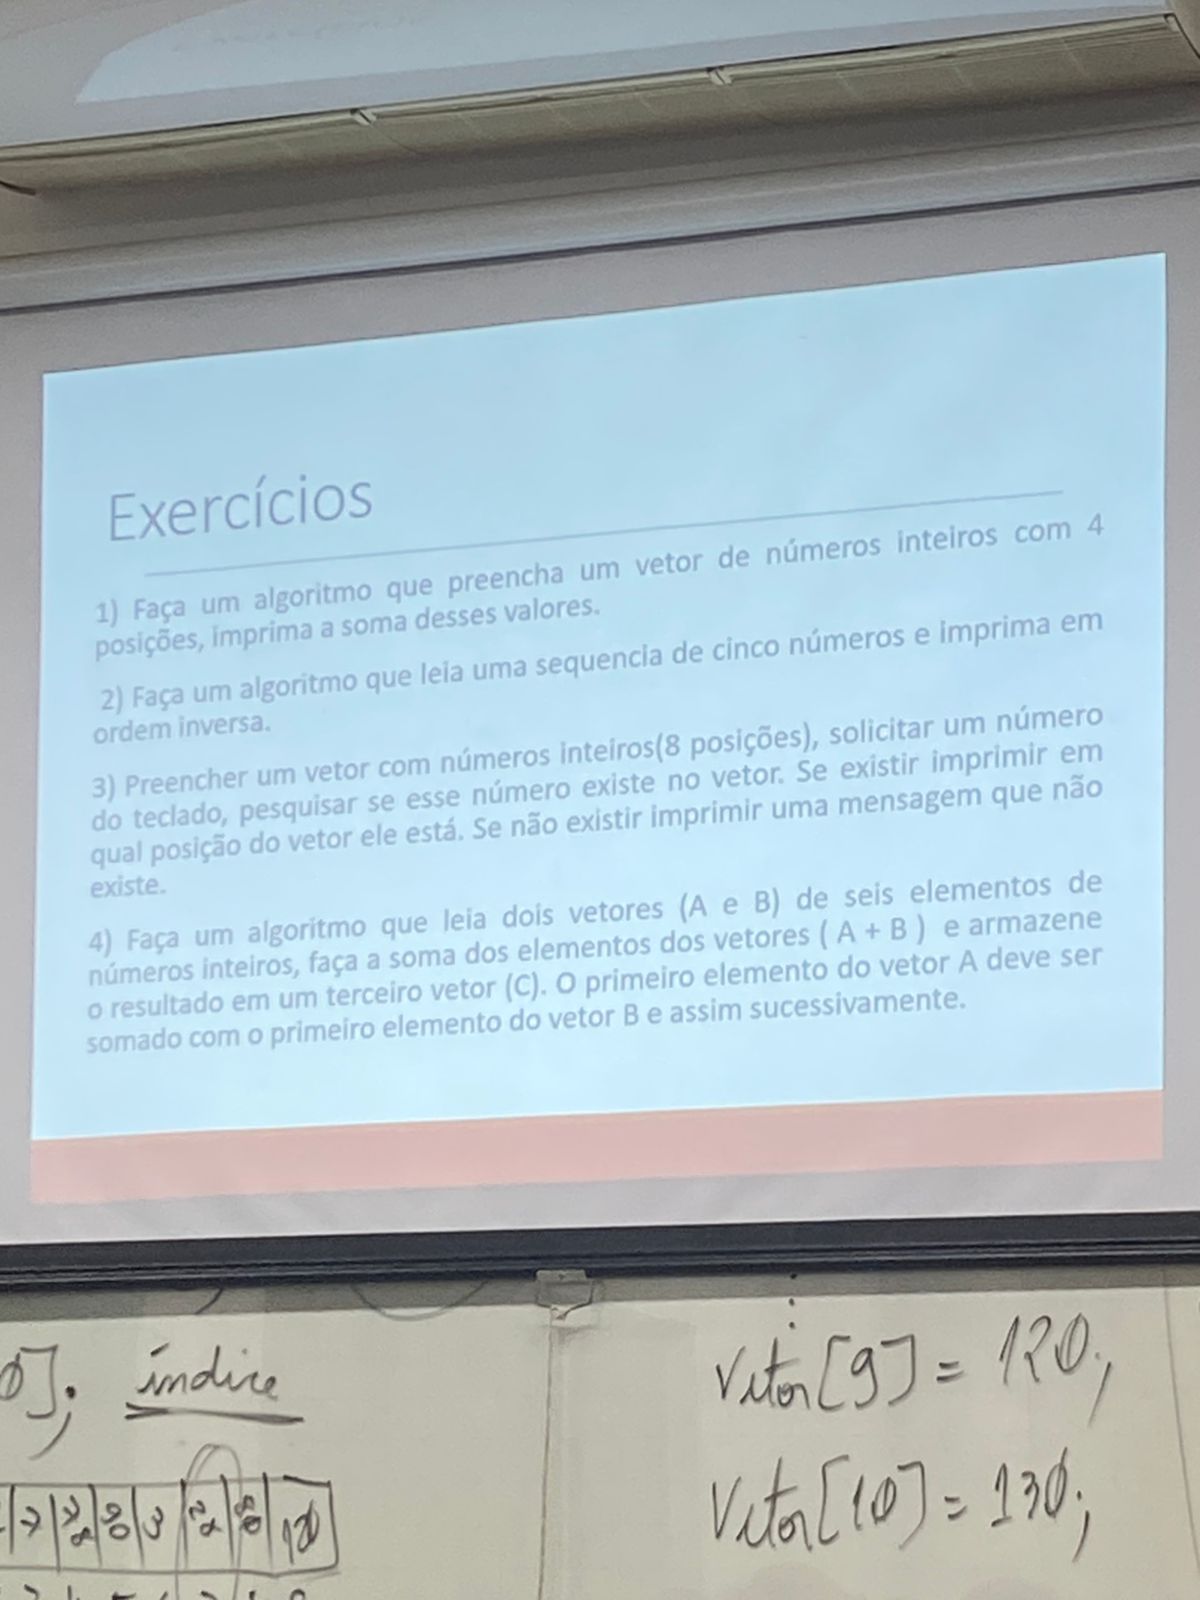 Exercícios
1) Faça um algoritmo que preencha um vetor de números inteiros com 4
posições, imprima a soma desses valores.
2) Faça um algoritmo que leia uma sequencia de cinco números e imprima em
ordem inversa.
3) Preencher um vetor com números inteiros(8 posições), solicitar um número
do teclado, pesquisar se esse número existe no vetor. Se existir imprimir em
qual posição do vetor ele está. Se não existir imprimir uma mensagem que não
existe.
4) Faça um algoritmo que leia dois vetores (A e B) de seis elementos de
números inteiros, faça a soma dos elementos dos vetores ( A + B ) e armazene
o resultado em um terceiro vetor (C). O primeiro elemento do vetor A deve ser
somado com o primeiro elemento do vetor B e assim sucessivamente.
índice
Vetor[9] = 120;
Vetor[10] = 130;